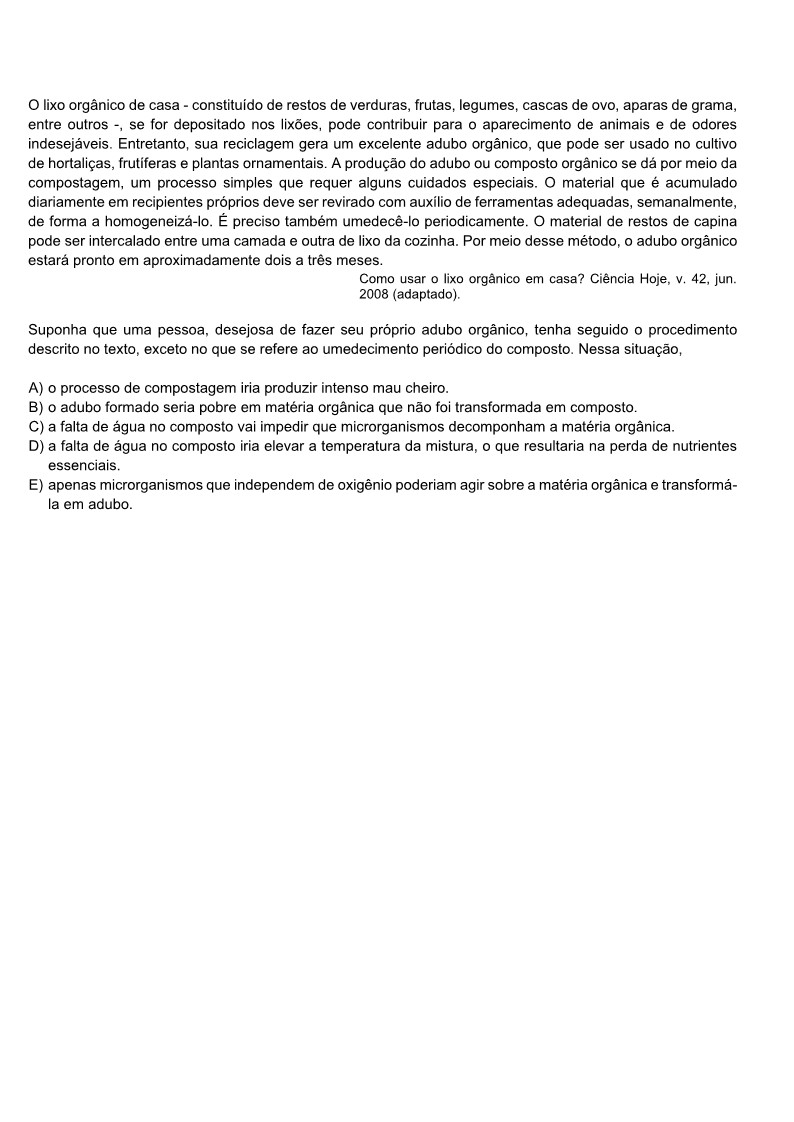 O lixo orgânico de casa - constituído de restos de verduras, frutas, legumes, cascas de ovo, aparas de grama,
entre outros -, se for depositado nos lixões, pode contribuir para o aparecimento de animais e de odores
indesejáveis. Entretanto, sua reciclagem gera um excelente adubo orgânico, que pode ser usado no cultivo
de hortaliças, frutíferas e plantas ornamentais. A produção do adubo ou composto orgânico se dá por meio da
compostagem, um processo simples que requer alguns cuidados especiais. O material que é acumulado
diariamente em recipientes próprios deve ser revirado com auxílio de ferramentas adequadas, semanalmente,
de forma a homogeneizá-lo. É preciso também umedecê-lo periodicamente. O material de restos de capina
pode ser intercalado entre uma camada e outra de lixo da cozinha. Por meio desse método, o adubo orgânico
estará pronto em aproximadamente dois a três meses.
Como usar o lixo orgânico em casa? Ciência Hoje, v. 42, jun.
2008 (adaptado).
Suponha que uma pessoa, desejosa de fazer seu próprio adubo orgânico, tenha seguido o procedimento
descrito no texto, exceto no que se refere ao umedecimento periódico do composto. Nessa situação,
A) o processo de compostagem iria produzir intenso mau cheiro.
B) o adubo formado seria pobre em matéria orgânica que não foi transformada em composto.
C) a falta de água no composto vai impedir que microrganismos decomponham a matéria orgânica.
D) a falta de água no composto iria elevar a temperatura da mistura, o que resultaria na perda de nutrientes
essenciais.
E) apenas microrganismos que independem de oxigênio poderiam agir sobre a matéria orgânica e transformá-
la em adubo.